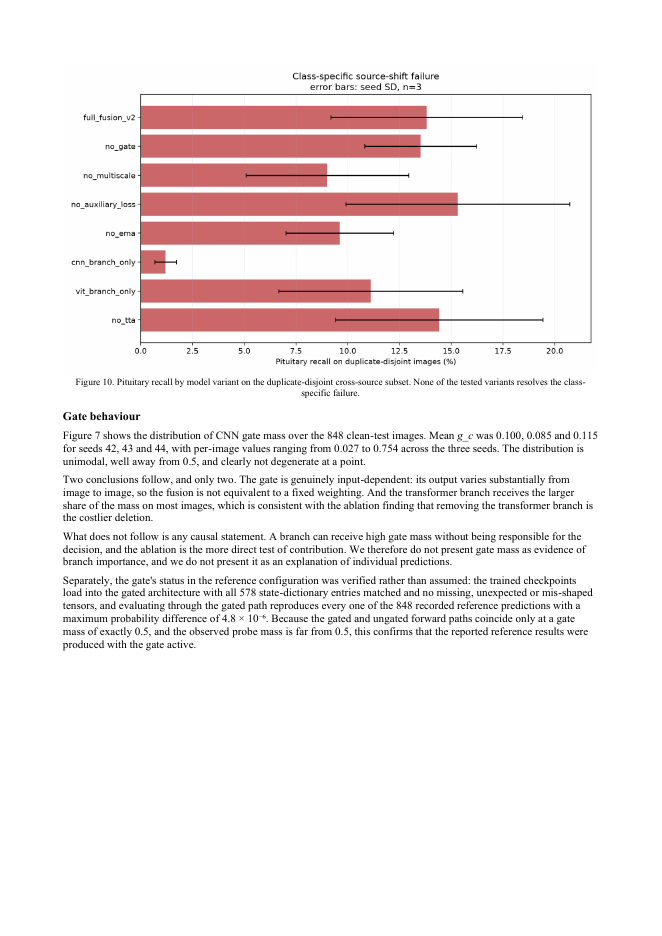 Class-specific source-shift failure
error bars: seed SD, n=3
full_fusion_v2
no_gate
no_multiscale
no_auxiliary_loss
no_ema
cnn_branch_only
vit_branch_only
no_tta
0.0 2.5 5.0 7.5 10.0 12.5 15.0 17.5 20.0
Pituitary recall on duplicate-disjoint images (%)
Figure 10. Pituitary recall by model variant on the duplicate-disjoint cross-source subset. None of the tested variants resolves the class-
specific failure.
Gate behaviour
Figure 7 shows the distribution of CNN gate mass over the 848 clean-test images. Mean g_c was 0.100, 0.085 and 0.115
for seeds 42, 43 and 44, with per-image values ranging from 0.027 to 0.754 across the three seeds. The distribution is
unimodal, well away from 0.5, and clearly not degenerate at a point.
Two conclusions follow, and only two. The gate is genuinely input-dependent: its output varies substantially from
image to image, so the fusion is not equivalent to a fixed weighting. And the transformer branch receives the larger
share of the mass on most images, which is consistent with the ablation finding that removing the transformer branch is
the costlier deletion.
What does not follow is any causal statement. A branch can receive high gate mass without being responsible for the
decision, and the ablation is the more direct test of contribution. We therefore do not present gate mass as evidence of
branch importance, and we do not present it as an explanation of individual predictions.
Separately, the gate's status in the reference configuration was verified rather than assumed: the trained checkpoints
load into the gated architecture with all 578 state-dictionary entries matched and no missing, unexpected or mis-shaped
tensors, and evaluating through the gated path reproduces every one of the 848 recorded reference predictions with a
maximum probability difference of 4.8 × 10⁻⁶. Because the gated and ungated forward paths coincide only at a gate
mass of exactly 0.5, and the observed probe mass is far from 0.5, this confirms that the reported reference results were
produced with the gate active.